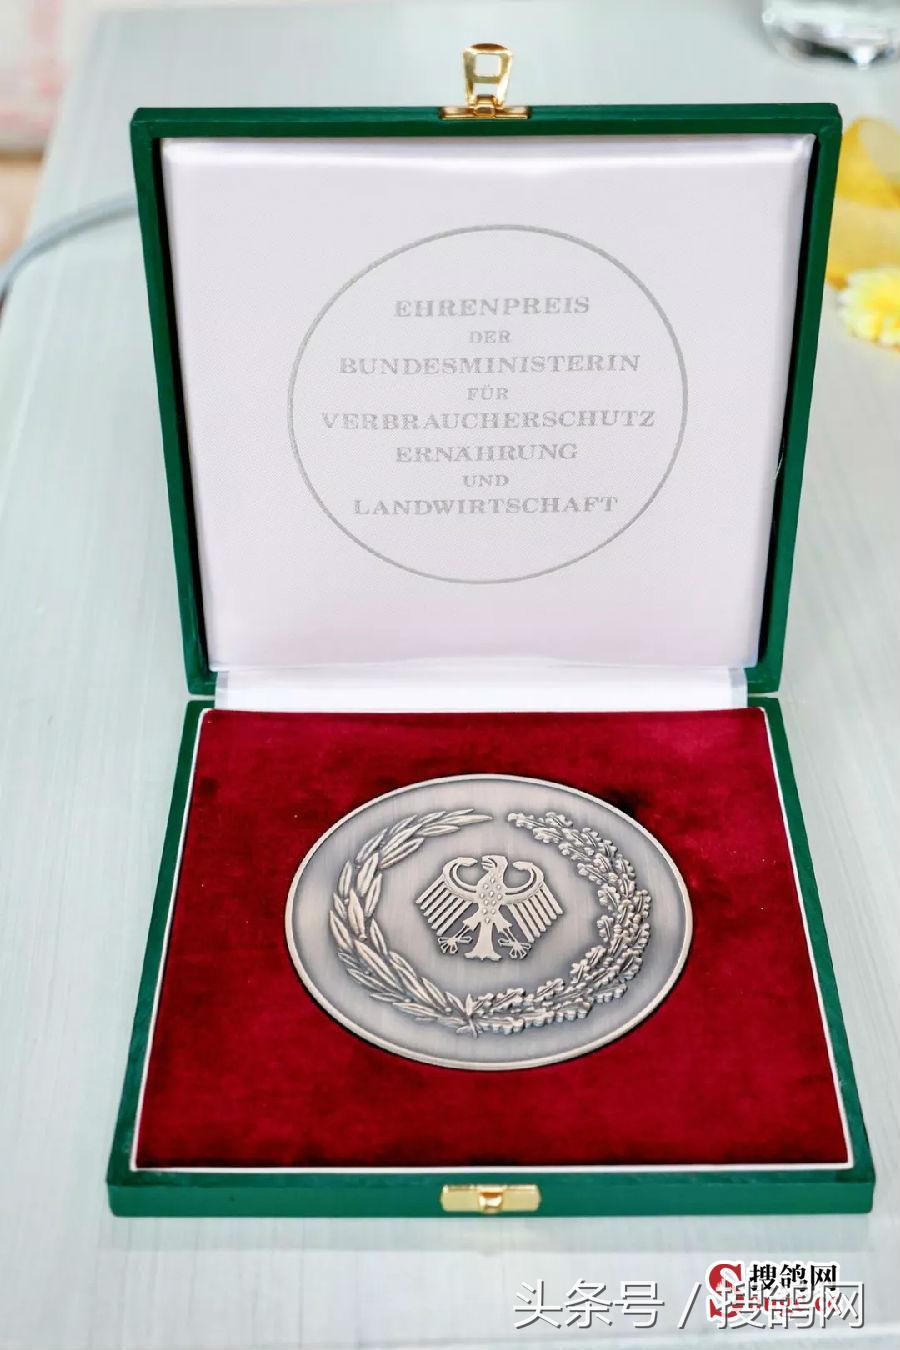 EHRENPREIS
DER
BUNDESMINISTERIN
FÜR
VERBRAUCHERSCHUTZ
ERNÄHRUNG
UND
LANDWIRTSCHAFT
搜鸽网
头条号 / 搜鸽网